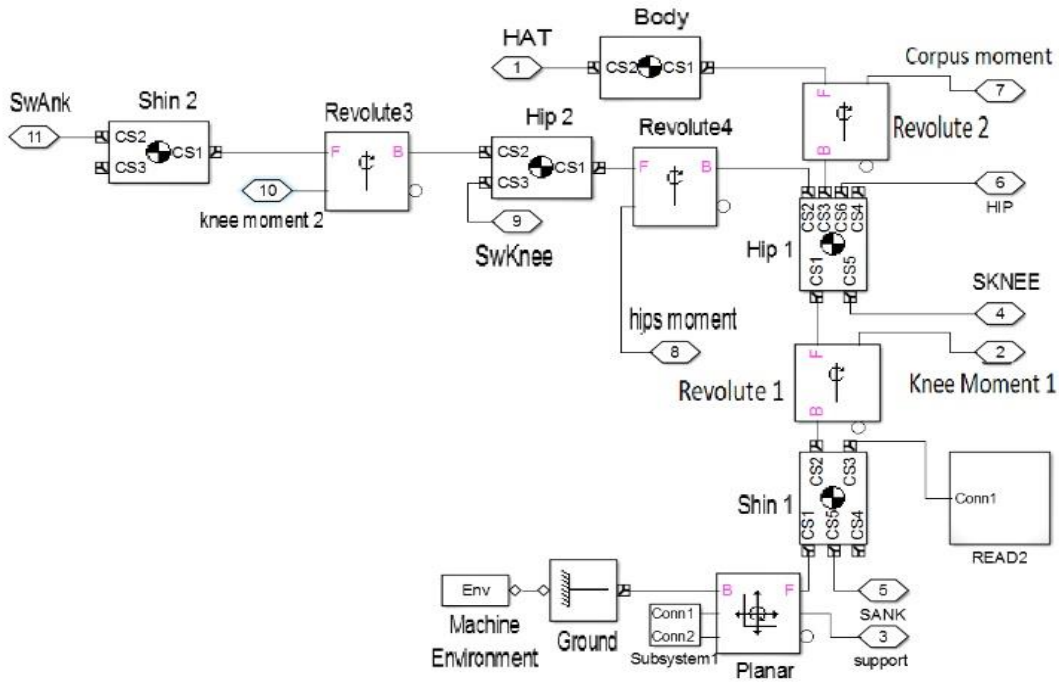 Body
HAT
1
CS2
CS1
Corpus moment
7
F
B
Revolute 2
SwAnk
11
Shin 2
CS2
CS3
CS1
Revolute3
F
B
10
knee moment 2
Hip 2
CS2
CS3
CS1
9
SwKnee
Revolute4
F
B
hips moment
8
6
HIP
CS2
CS3
CS6
CS4
Hip 1
CS1
CS5
SKNEE
4
F
B
Revolute 1
2
Knee Moment 1
CS2
CS3
Shin 1
CS1
CS5
CS4
Conn1
READ2
5
SANK
3
support
Env
Machine
Environment
Ground
Conn1
Conn2
Subsystem1
B
F
Planar